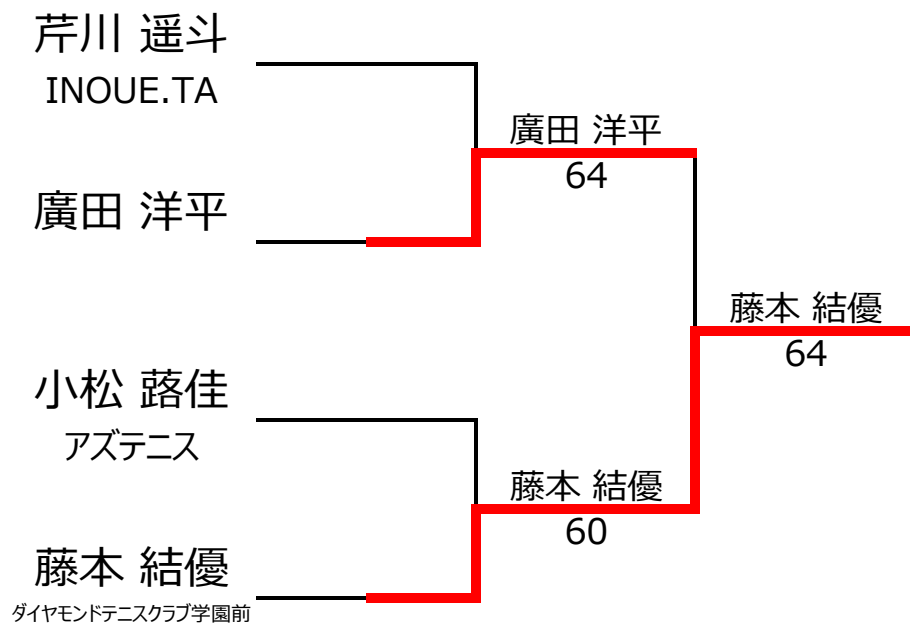 芹川 遥斗
INOUE.TA
廣田 洋平
64
廣田 洋平
藤本 結優
64
小松 蕗佳
アズテニス
藤本 結優
60
藤本 結優
ダイヤモンドテニスクラブ学園前